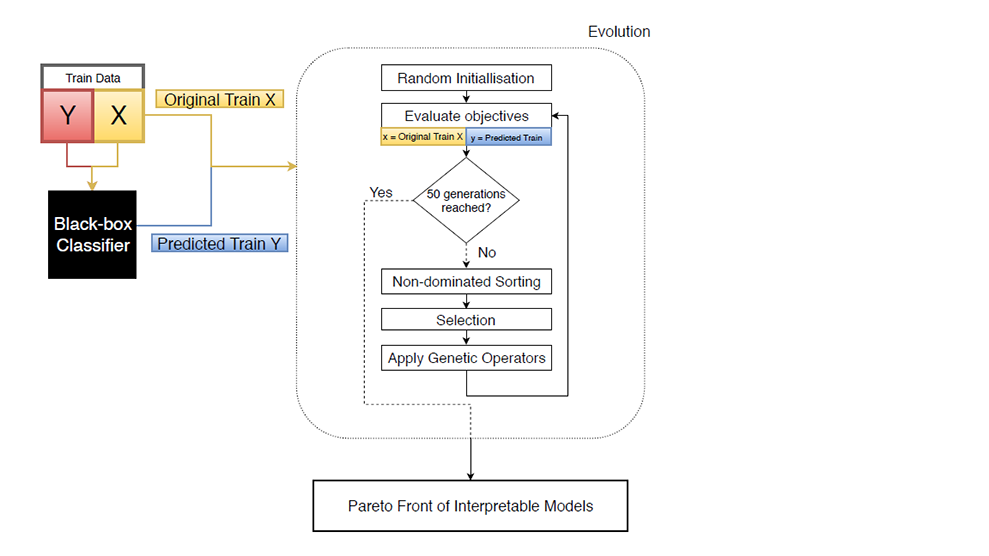 Evolution
Train Data
Y
X
Original Train X
Black-box
Classifier
Predicted Train Y
Random Initiallisation
Evaluate objectives
x = Original Train X
y = Predicted Train
50 generations
reached?
Yes
No
Non-dominated Sorting
Selection
Apply Genetic Operators
Pareto Front of Interpretable Models